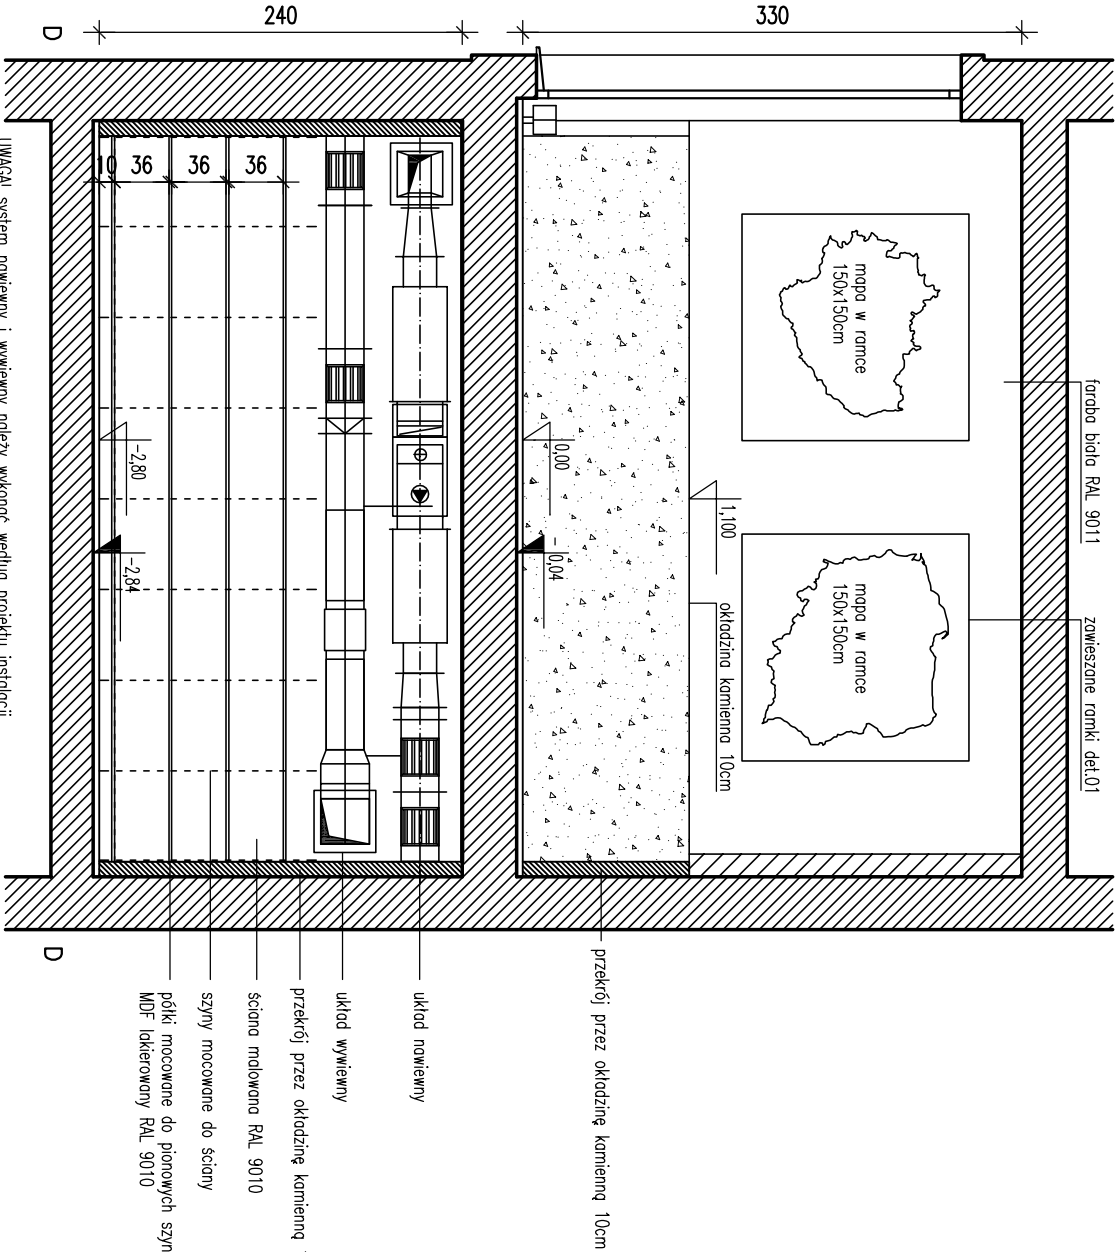 240
330
D
10
36
36
36
UWAGA! system nawiewny i wywiewny należy wykonać według projektu instalacji
-2,80
-2,84
0,00
-0,04
1,100
okładzina kamienna 10cm
mapa w ramce
150x150cm
mapa w ramce
150x150cm
faraba biała RAL 9011
zawieszane ramki det.01
D
przekrój przez okładzinę kamienną 10cm
układ nawiewny
układ wywiewny
przekrój przez okładzinę kamienną
ściana malowana RAL 9010
szyny mocowane do ściany
półki mocowane do pionowych szyn
MDF lakierowany RAL 9010